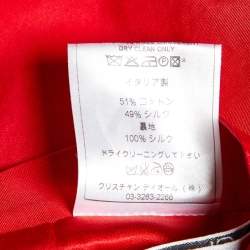 DRY CLEAN ONLY
イタリア製
51% コットン
49% シルク
裏地
100% シルク
ドライクリーニングして下さい
クリスチャン ディオール (株)
03-3263-2266